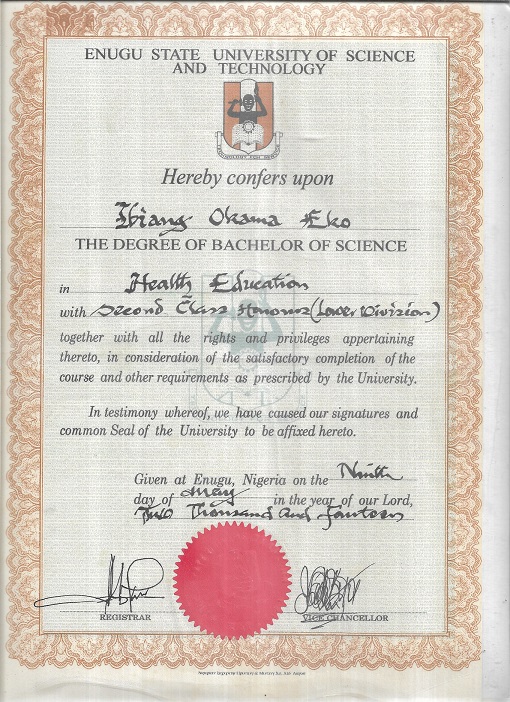 ENUGU STATE UNIVERSITY OF SCIENCE
AND TECHNOLOGY
Hereby confers upon
Ibiang Okama Eko
THE DEGREE OF BACHELOR OF SCIENCE
in Health Education
with Second Class Honours (Lower Division)
together with all the rights and privileges appertaining
thereto, in consideration of the satisfactory completion of the
course and other requirements as prescribed by the University.
In testimony whereof, we have caused our signatures and
common Seal of the University to be affixed hereto.
Given at Enugu, Nigeria on the Ninth
day of May in the year of our Lord,
Two Thousand and Fourteen
REGISTRAR
VICE CHANCELLOR